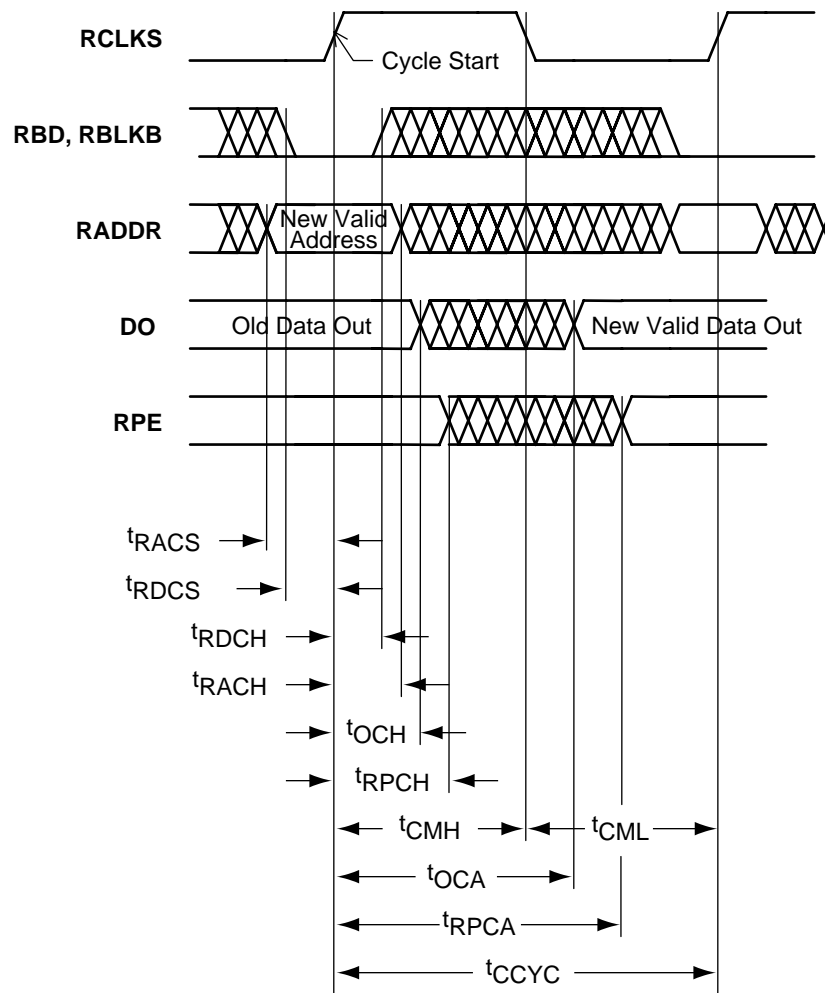 RCLKS
Cycle Start
RBD, RBLKB
RADDR
New Valid
Address
DO
Old Data Out
New Valid Data Out
RPE
tRACS
tRDCS
tRDCH
tRACH
tOCH
tRPCH
tCMH
tCML
tOCA
tRPCA
tCCYC